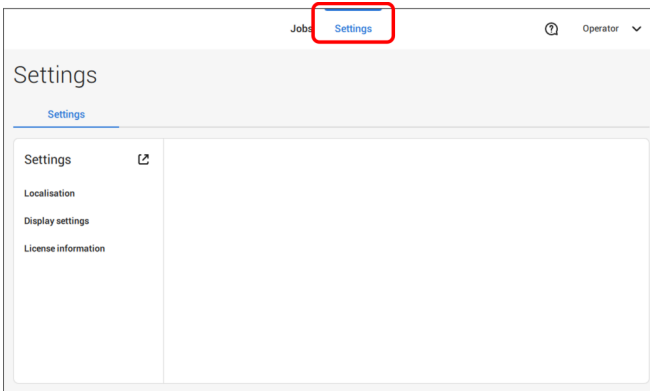 Jobs Settings Operator
Settings
Settings
Settings
Localisation
Display settings
License information